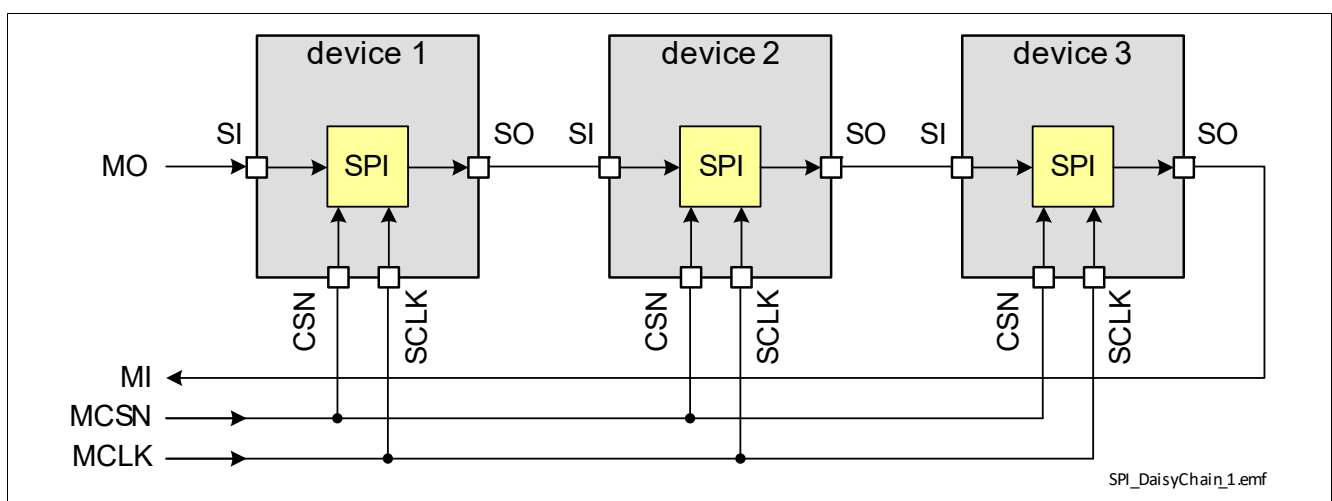 device 1
device 2
device 3
MO
SI
SPI
SO
SI
SPI
SO
SI
SPI
SO
CSN
SCLK
CSN
SCLK
CSN
SCLK
MI
MCSN
MCLK
SPI_DaisyChain_1.emf